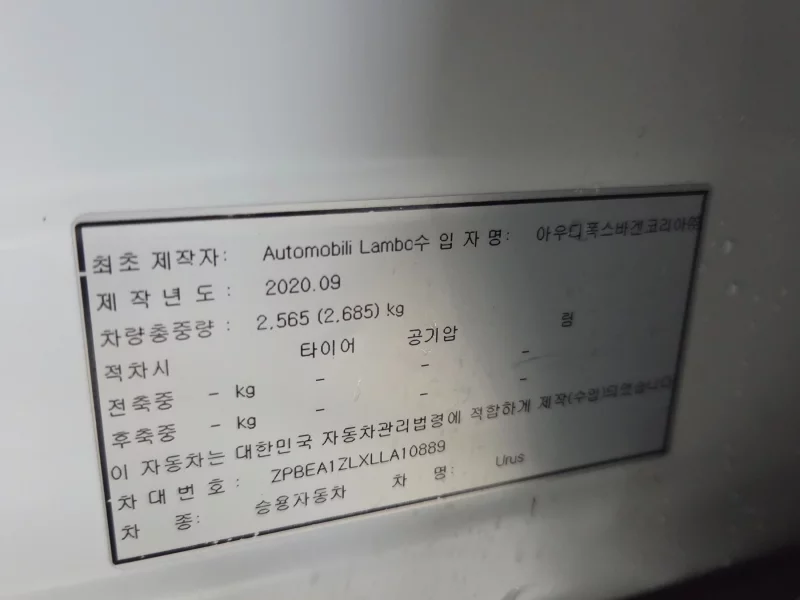 최초 제작자: Automobili Lambo수 입 자 명: 아우디폭스바겐코리아㈜
제 작 년 도 : 2020.09
차량총중량 : 2,565 (2,685) kg
적차시 타이어 공기압 림
전축중 - kg - - -
후축중 - kg - - -
이 자동차는 대한민국 자동차관리법령에 적합하게 제작(수입)되었습니다
차 대 번 호 : ZPBEA1ZLXLLA10889
차 종: 승용자동차 차 명: Urus